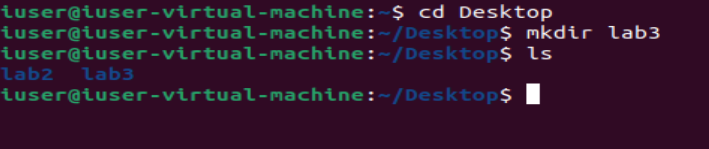 iuser@iuser-virtual-machine:~$ cd Desktop
iuser@iuser-virtual-machine:~/Desktop$ mkdir lab3
iuser@iuser-virtual-machine:~/Desktop$ ls
lab2  lab3
iuser@iuser-virtual-machine:~/Desktop$